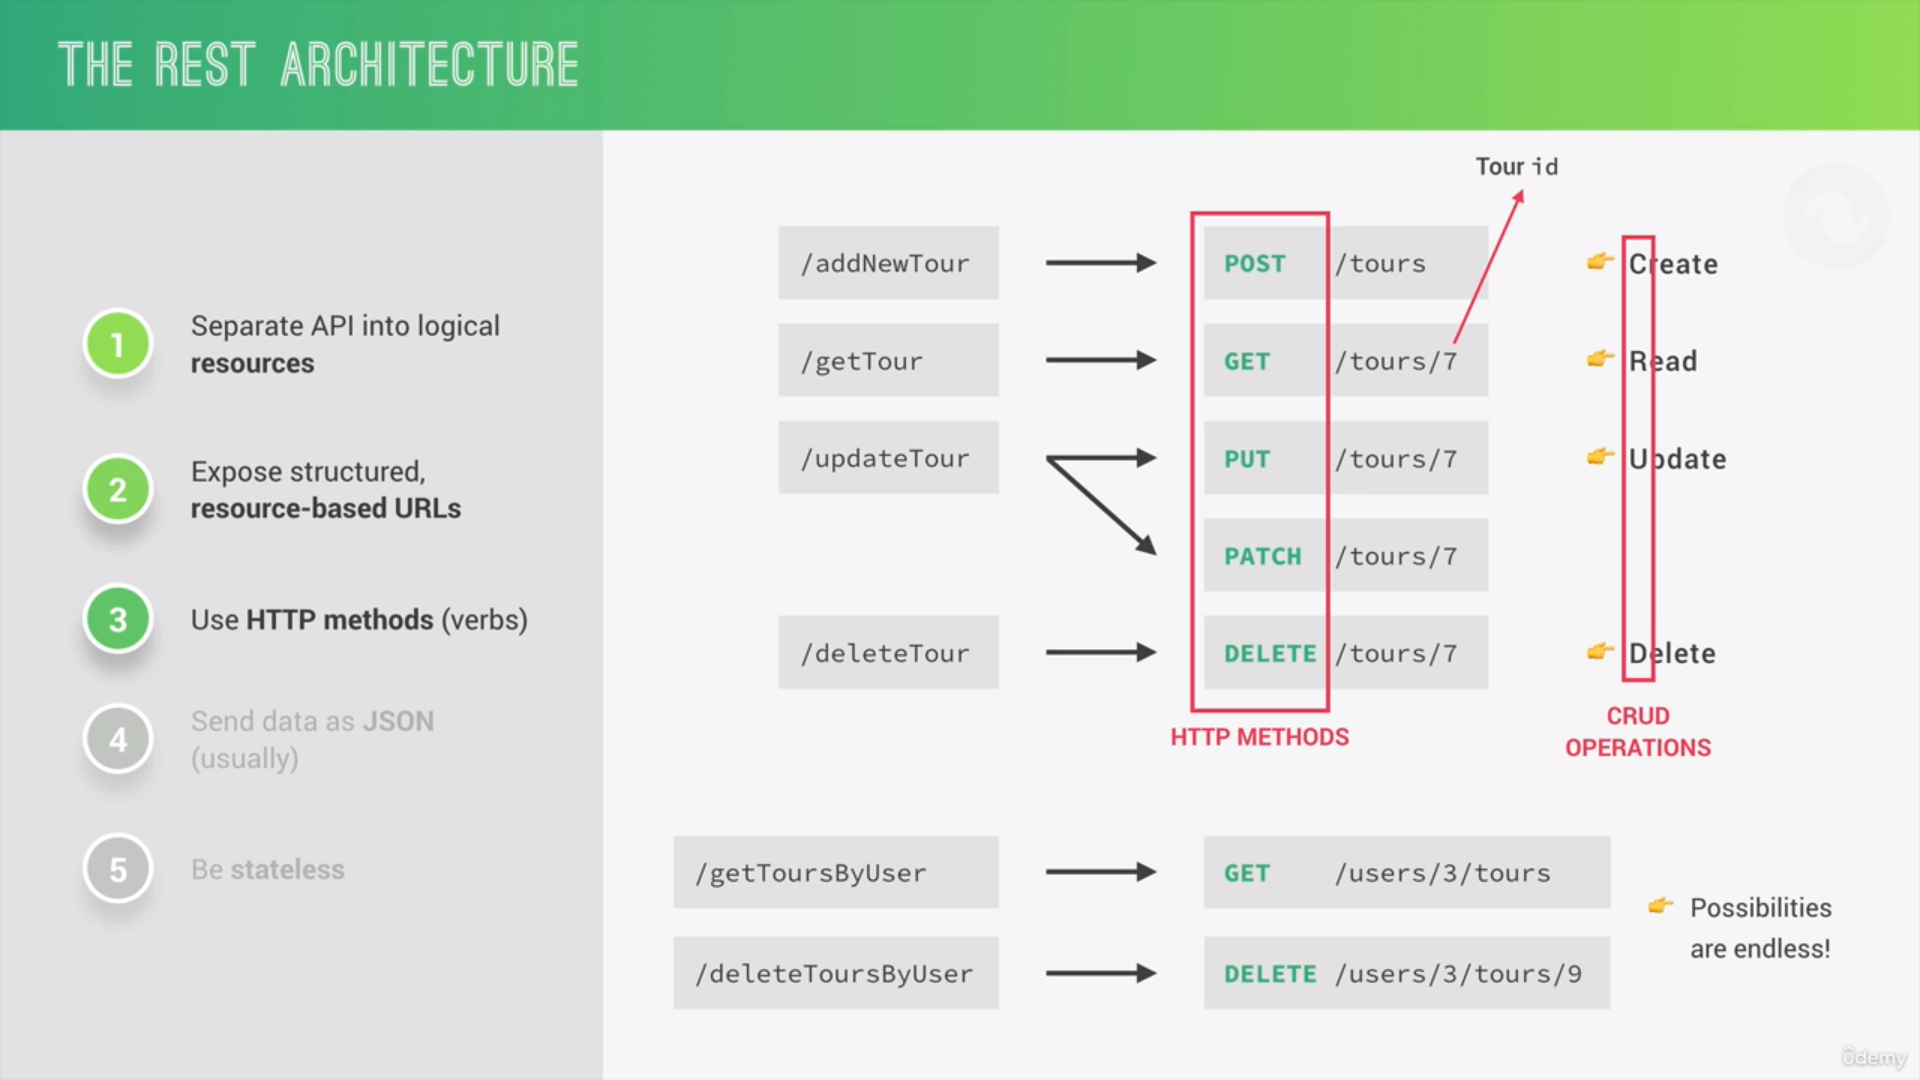 THE REST ARCHITECTURE
1 Separate API into logical
resources
2 Expose structured,
resource-based URLs
3 Use HTTP methods (verbs)
4 Send data as JSON
(usually)
5 Be stateless
Tour id
/addNewTour POST /tours Create
/getTour GET /tours/7 Read
/updateTour PUT /tours/7 Update
PATCH /tours/7
/deleteTour DELETE /tours/7 Delete
HTTP METHODS
CRUD
OPERATIONS
/getToursByUser GET /users/3/tours
/deleteToursByUser DELETE /users/3/tours/9
Possibilities
are endless!
ûdemy